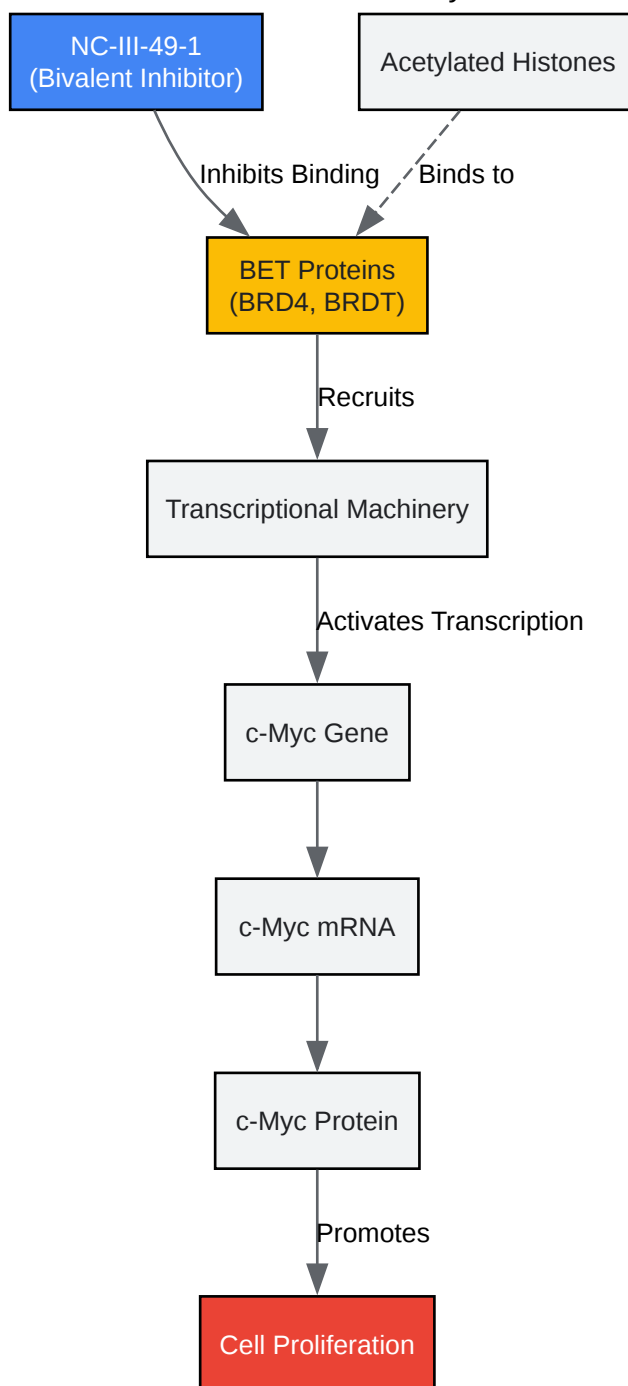 NC-III-49-1
(Bivalent Inhibitor)
Acetylated Histones
Inhibits Binding
Binds to
BET Proteins
(BRD4, BRDT)
Recruits
Transcriptional Machinery
Activates Transcription
c-Myc Gene
c-Myc mRNA
c-Myc Protein
Promotes
Cell Proliferation